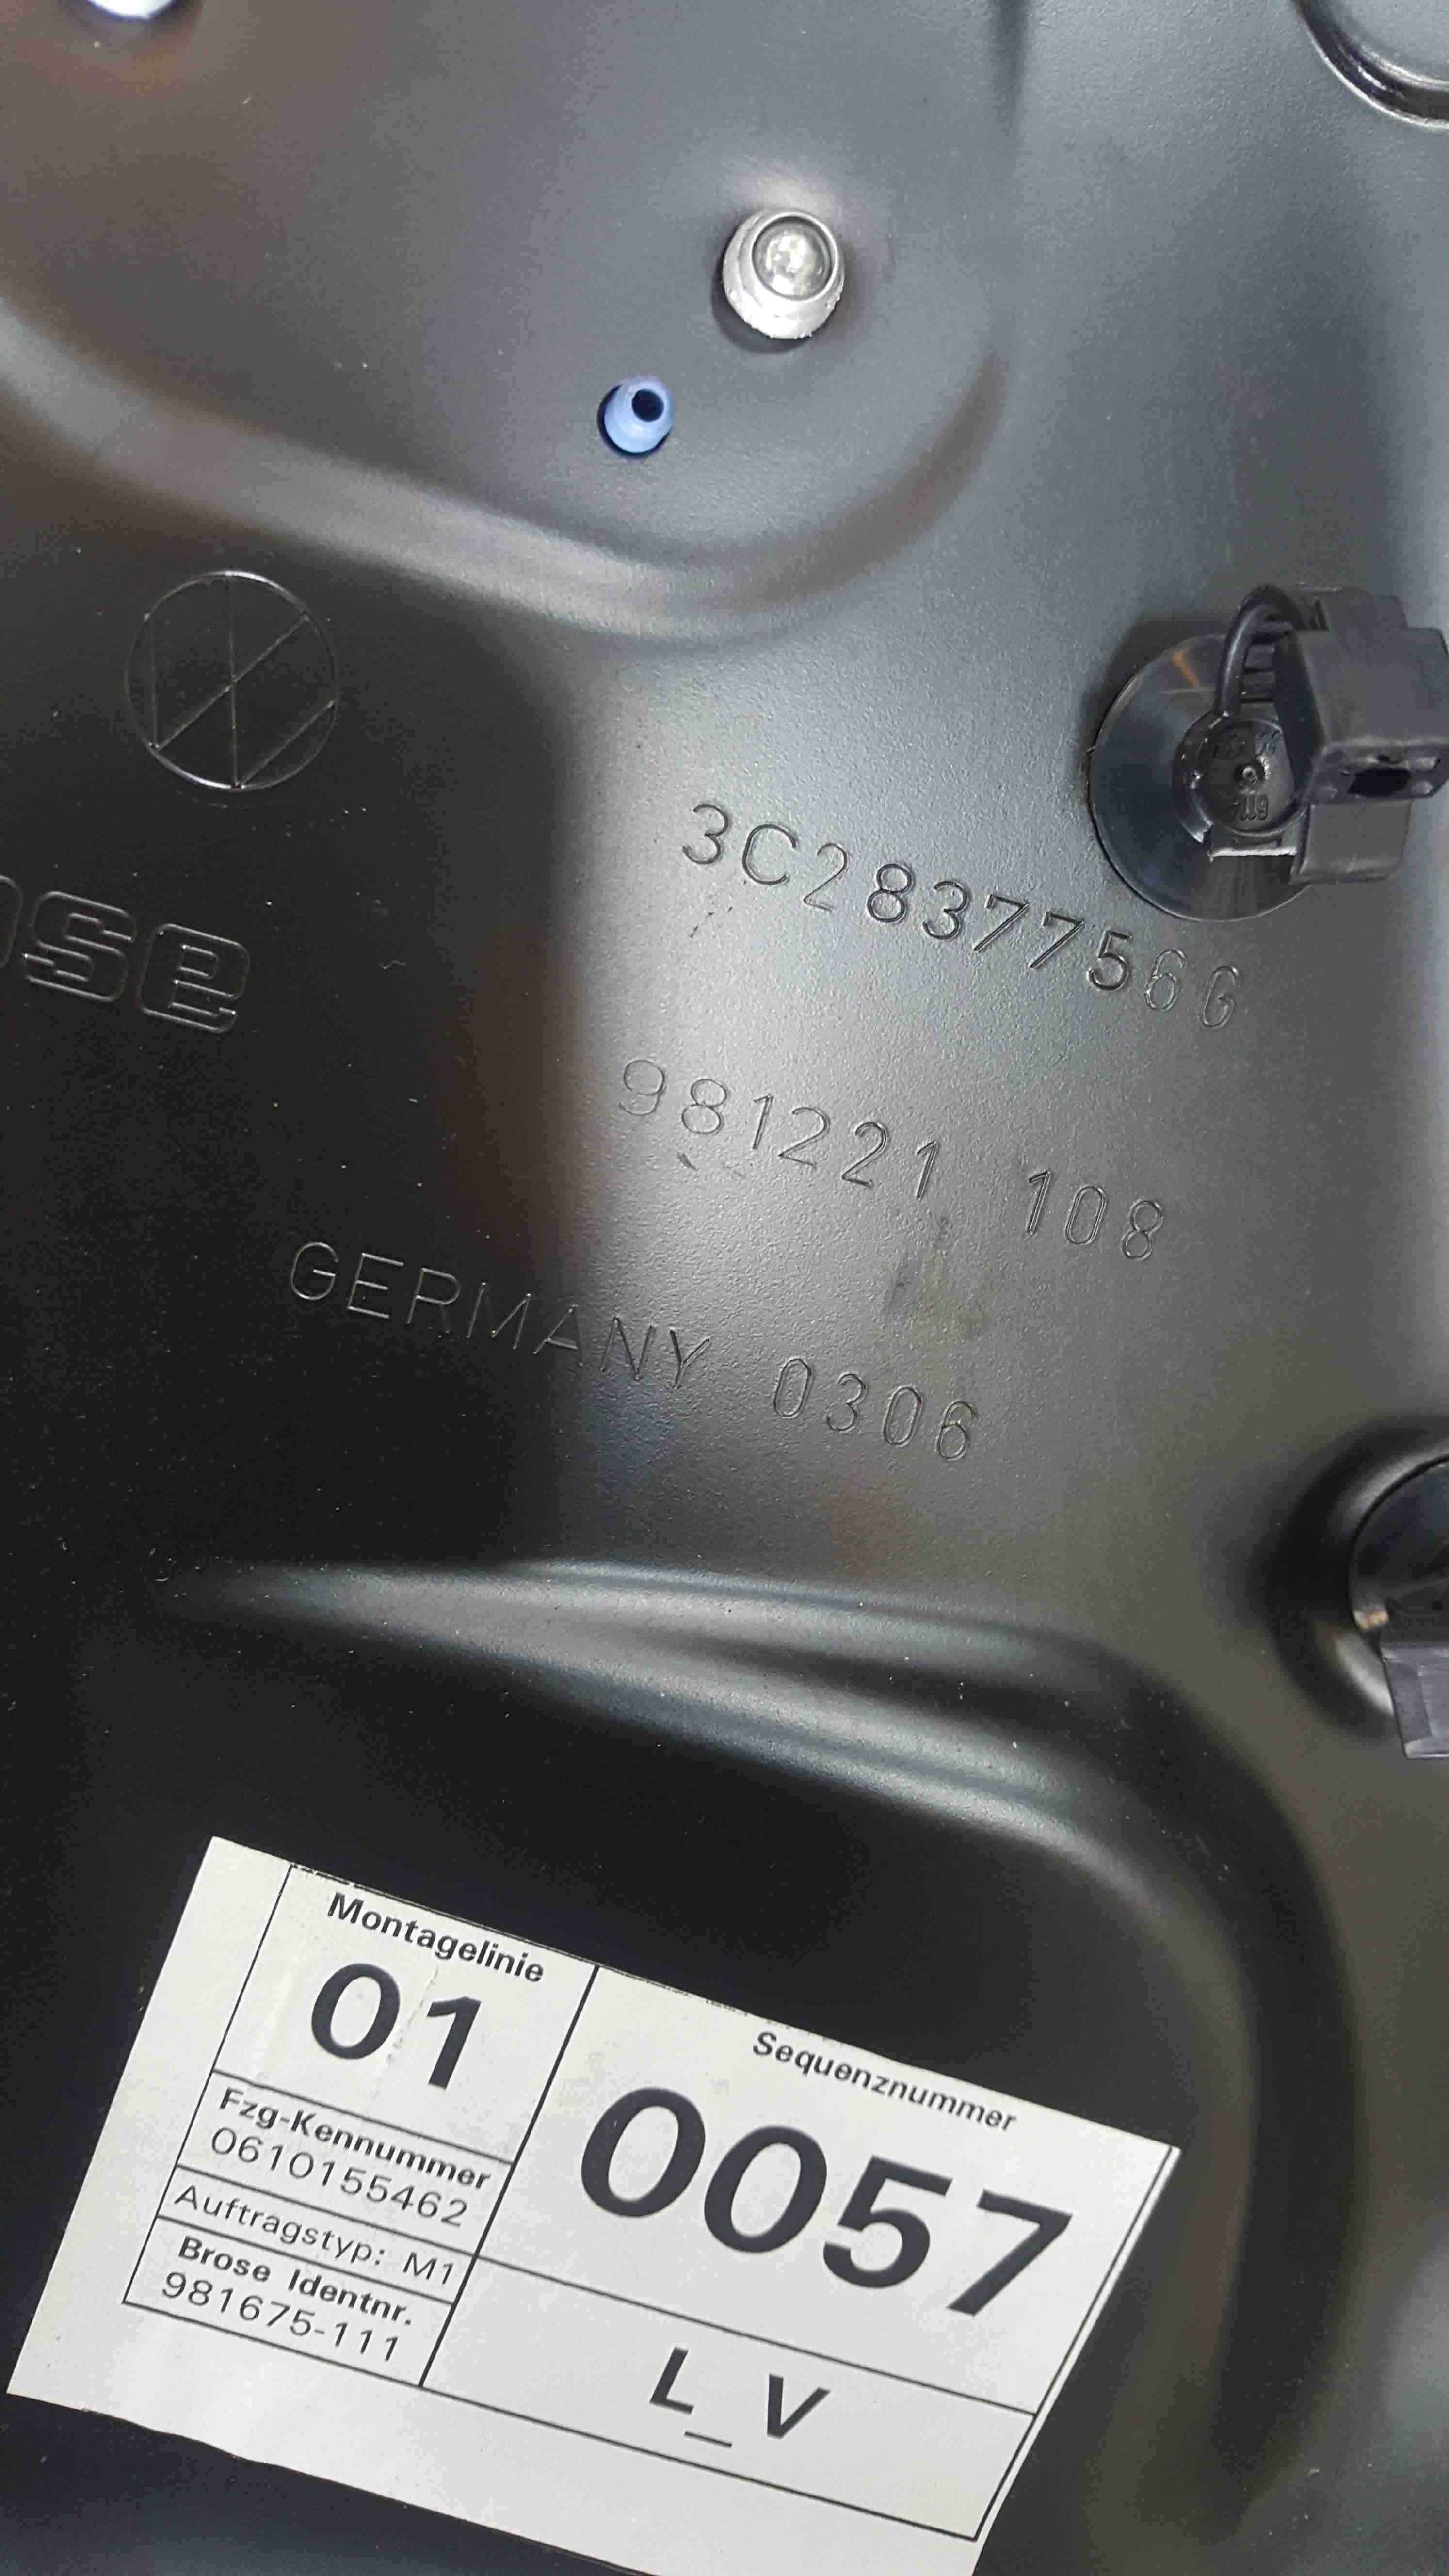 3C2837756G
se
981221 108
GERMANY 0306
Montagelinie
01
Sequenznummer
0057
Fzg-Kennummer
0610155462
Auftragstyp: M1
Brose Identnr.
981675-111
L_V